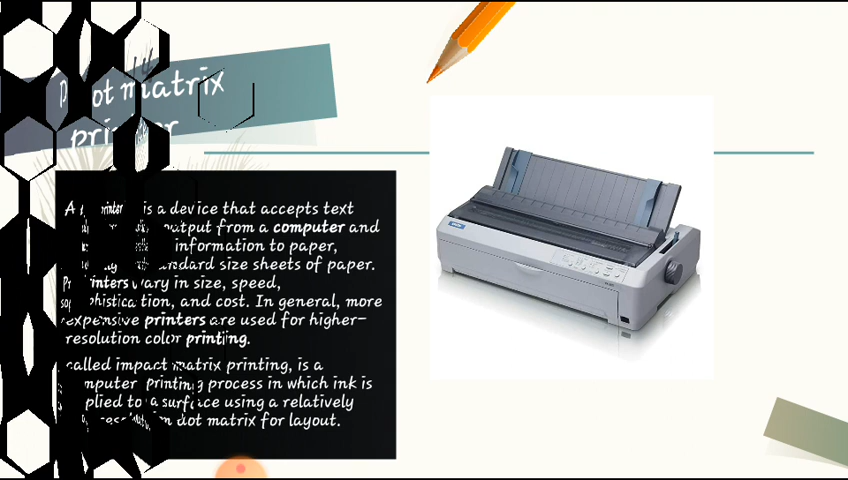 Dot matrix
printer
A printer is a device that accepts text
output from a computer and
information to paper,
standard size sheets of paper.
Printers vary in size, speed,
sophistication, and cost. In general, more
expensive printers are used for higher-
resolution color printing.
called impact matrix printing, is a
computer printing process in which ink is
applied to a surface using a relatively
dot matrix for layout.